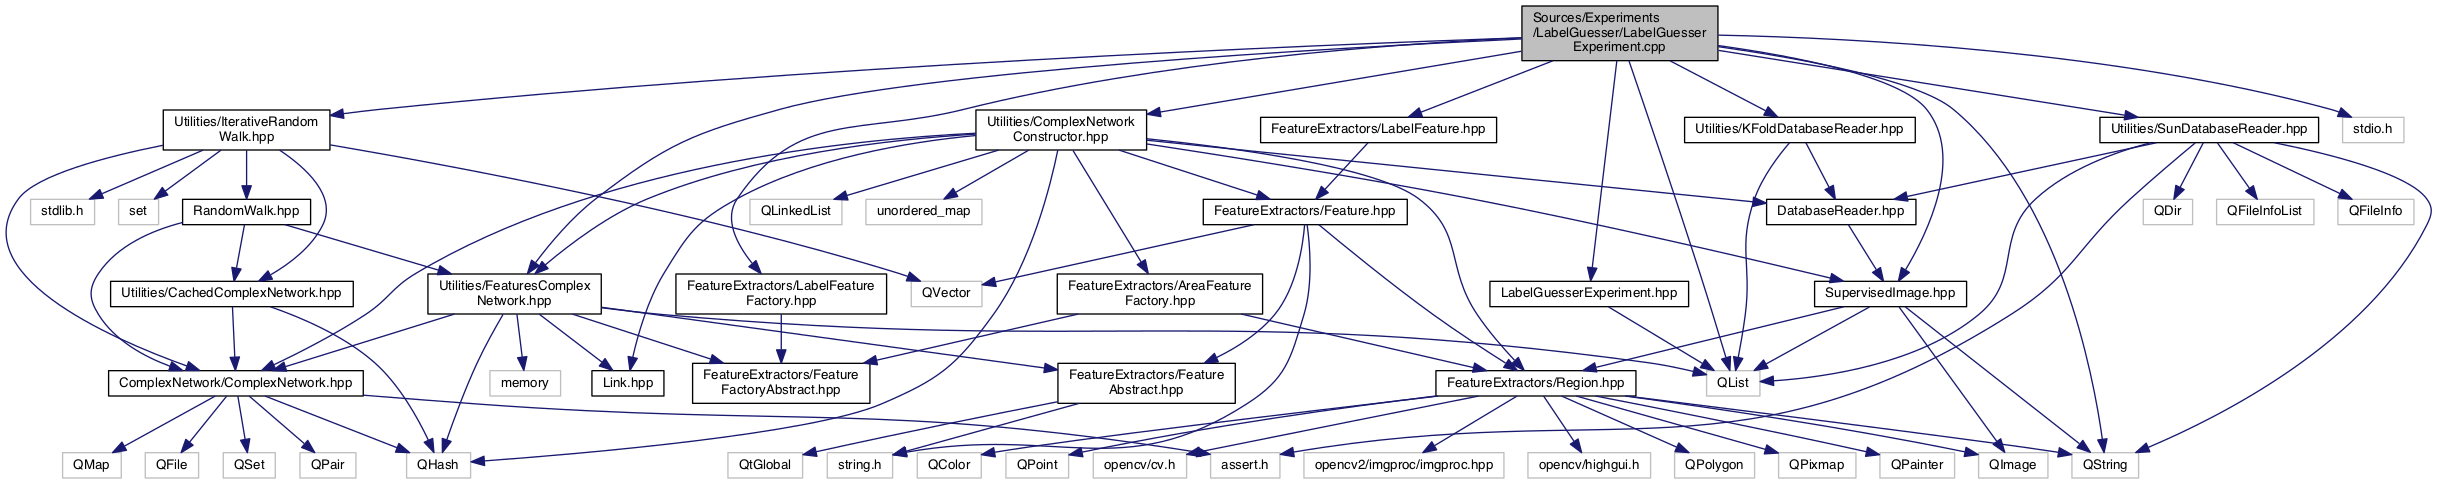 Sources/Experiments
/LabelGuesser/LabelGuesser
Experiment.cpp
Utilities/IterativeRandom
Walk.hpp
Utilities/ComplexNetwork
Constructor.hpp
FeatureExtractors/LabelFeature.hpp
Utilities/KFoldDatabaseReader.hpp
Utilities/SunDatabaseReader.hpp
stdio.h
stdlib.h
set
RandomWalk.hpp
QLinkedList
unordered_map
FeatureExtractors/Feature.hpp
DatabaseReader.hpp
QDir
QFileInfoList
QFileInfo
Utilities/CachedComplexNetwork.hpp
Utilities/FeaturesComplex
Network.hpp
FeatureExtractors/LabelFeature
Factory.hpp
QVector
FeatureExtractors/AreaFeature
Factory.hpp
LabelGuesserExperiment.hpp
SupervisedImage.hpp
ComplexNetwork/ComplexNetwork.hpp
memory
Link.hpp
FeatureExtractors/Feature
FactoryAbstract.hpp
FeatureExtractors/Feature
Abstract.hpp
FeatureExtractors/Region.hpp
QList
QMap
QFile
QSet
QPair
QHash
QtGlobal
string.h
QColor
QPoint
opencv/cv.h
assert.h
opencv2/imgproc/imgproc.hpp
opencv/highgui.h
QPolygon
QPixmap
QPainter
QImage
QString